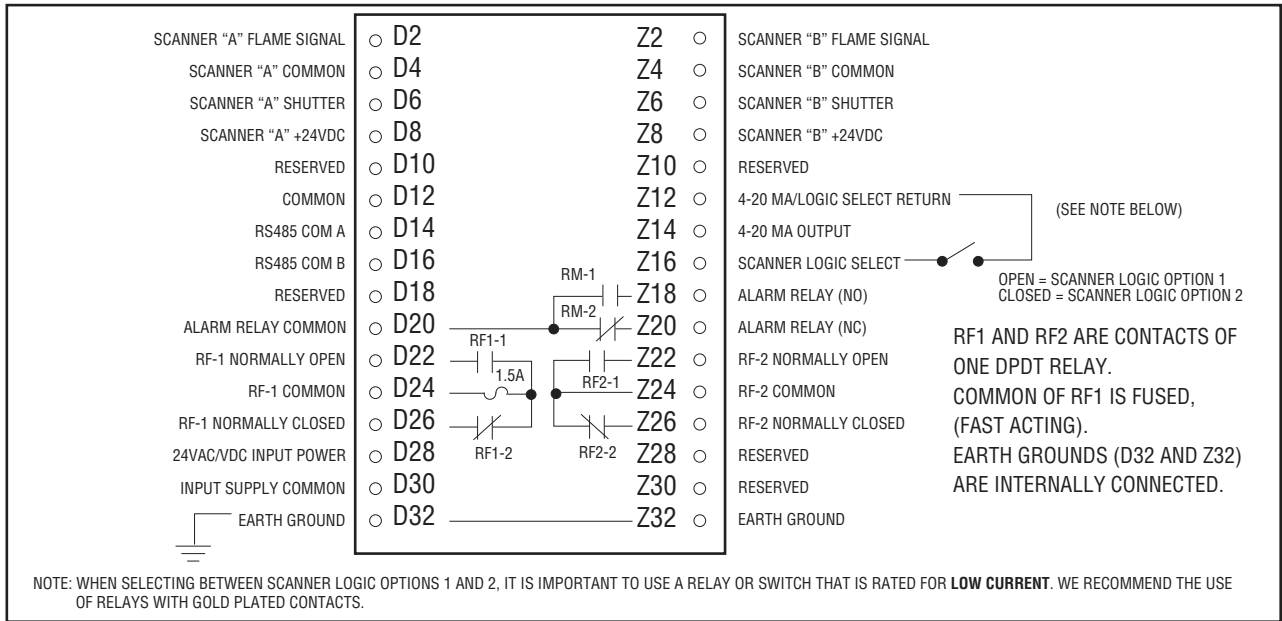 SCANNER “A” FLAME SIGNAL D2 Z2 SCANNER “B” FLAME SIGNAL
SCANNER “A” COMMON D4 Z4 SCANNER “B” COMMON
SCANNER “A” SHUTTER D6 Z6 SCANNER “B” SHUTTER
SCANNER “A” +24VDC D8 Z8 SCANNER “B” +24VDC
RESERVED D10 Z10 RESERVED
COMMON D12 Z12 4-20 MA/LOGIC SELECT RETURN
(SEE NOTE BELOW)
RS485 COM A D14 Z14 4-20 MA OUTPUT
RS485 COM B D16 Z16 SCANNER LOGIC SELECT
OPEN = SCANNER LOGIC OPTION 1
CLOSED = SCANNER LOGIC OPTION 2
RM-1
RESERVED D18 Z18 ALARM RELAY (NO)
RM-2
ALARM RELAY COMMON D20 Z20 ALARM RELAY (NC)
RF1-1
RF-1 NORMALLY OPEN D22 Z22 RF-2 NORMALLY OPEN
1.5A RF2-1
RF-1 COMMON D24 Z24 RF-2 COMMON
RF-1 NORMALLY CLOSED D26 Z26 RF-2 NORMALLY CLOSED
RF1-2 RF2-2
24VAC/VDC INPUT POWER D28 Z28 RESERVED
INPUT SUPPLY COMMON D30 Z30 RESERVED
EARTH GROUND D32 Z32 EARTH GROUND
RF1 AND RF2 ARE CONTACTS OF
ONE DPDT RELAY.
COMMON OF RF1 IS FUSED,
(FAST ACTING).
EARTH GROUNDS (D32 AND Z32)
ARE INTERNALLY CONNECTED.
NOTE: WHEN SELECTING BETWEEN SCANNER LOGIC OPTIONS 1 AND 2, IT IS IMPORTANT TO USE A RELAY OR SWITCH THAT IS RATED FOR LOW CURRENT. WE RECOMMEND THE USE
OF RELAYS WITH GOLD PLATED CONTACTS.